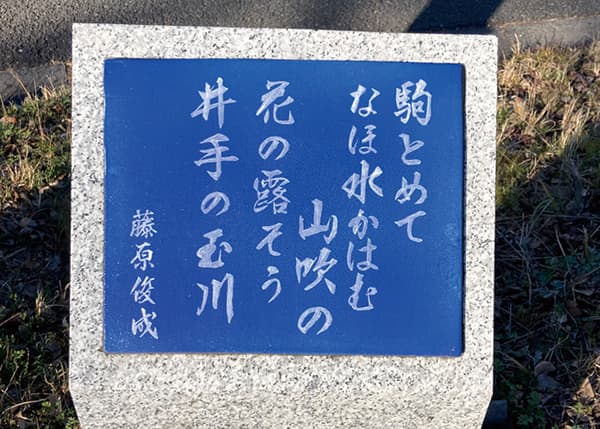 駒とめて
なほ水かはむ
山吹の
花の露そう
井手の玉川
藤原俊成